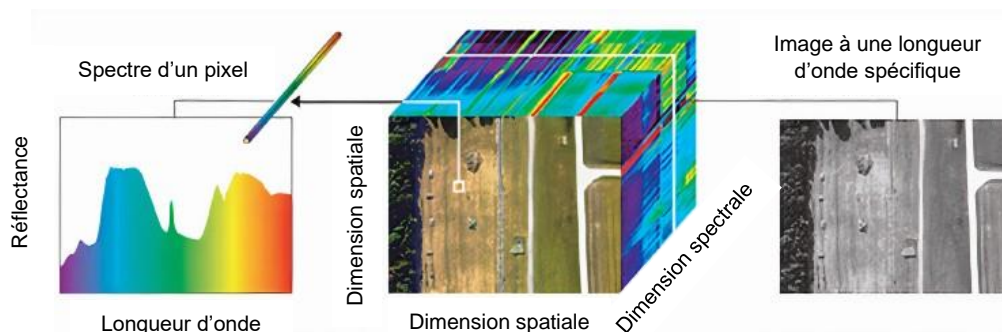 Spectre d’un pixel
Réflectance
Longueur d’onde
Dimension spatiale
Dimension spatiale
Dimension spectrale
Image à une longueur
d’onde spécifique